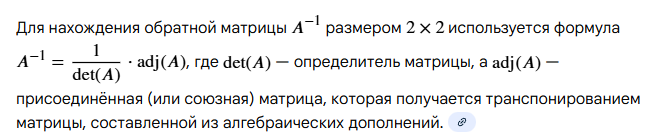 Для нахождения обратной матрицы A⁻¹ размером 2 × 2 используется формула
A⁻¹ = 1/det(A) · adj(A), где det(A) — определитель матрицы, а adj(A) —
присоединённая (или союзная) матрица, которая получается транспонированием
матрицы, составленной из алгебраических дополнений.